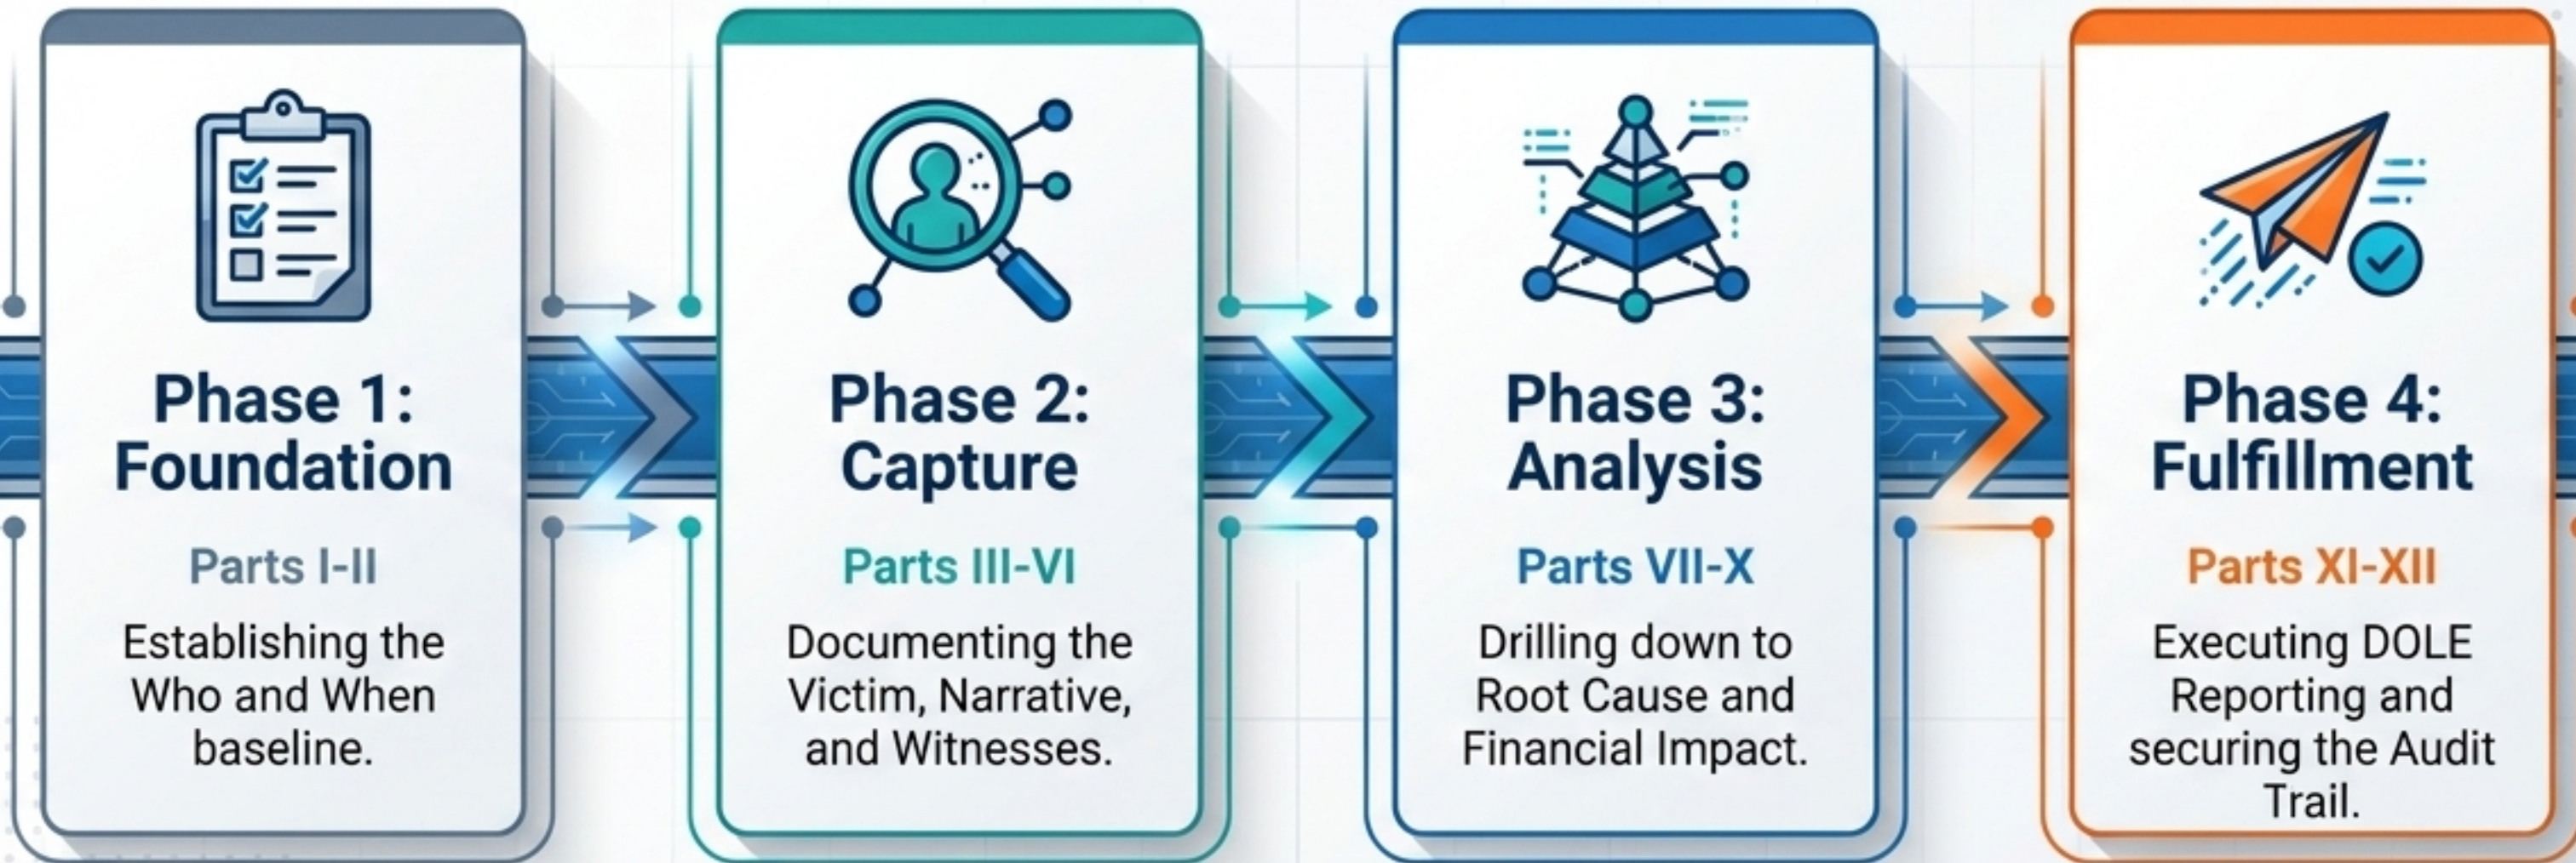 Phase 1:
Foundation
Parts I-II
Establishing the
Who and When
baseline.
Phase 2:
Capture
Parts III-VI
Documenting the
Victim, Narrative,
and Witnesses.
Phase 3:
Analysis
Parts VII-X
Drilling down to
Root Cause and
Financial Impact.
Phase 4:
Fulfillment
Parts XI-XII
Executing DOLE
Reporting and
securing the Audit
Trail.